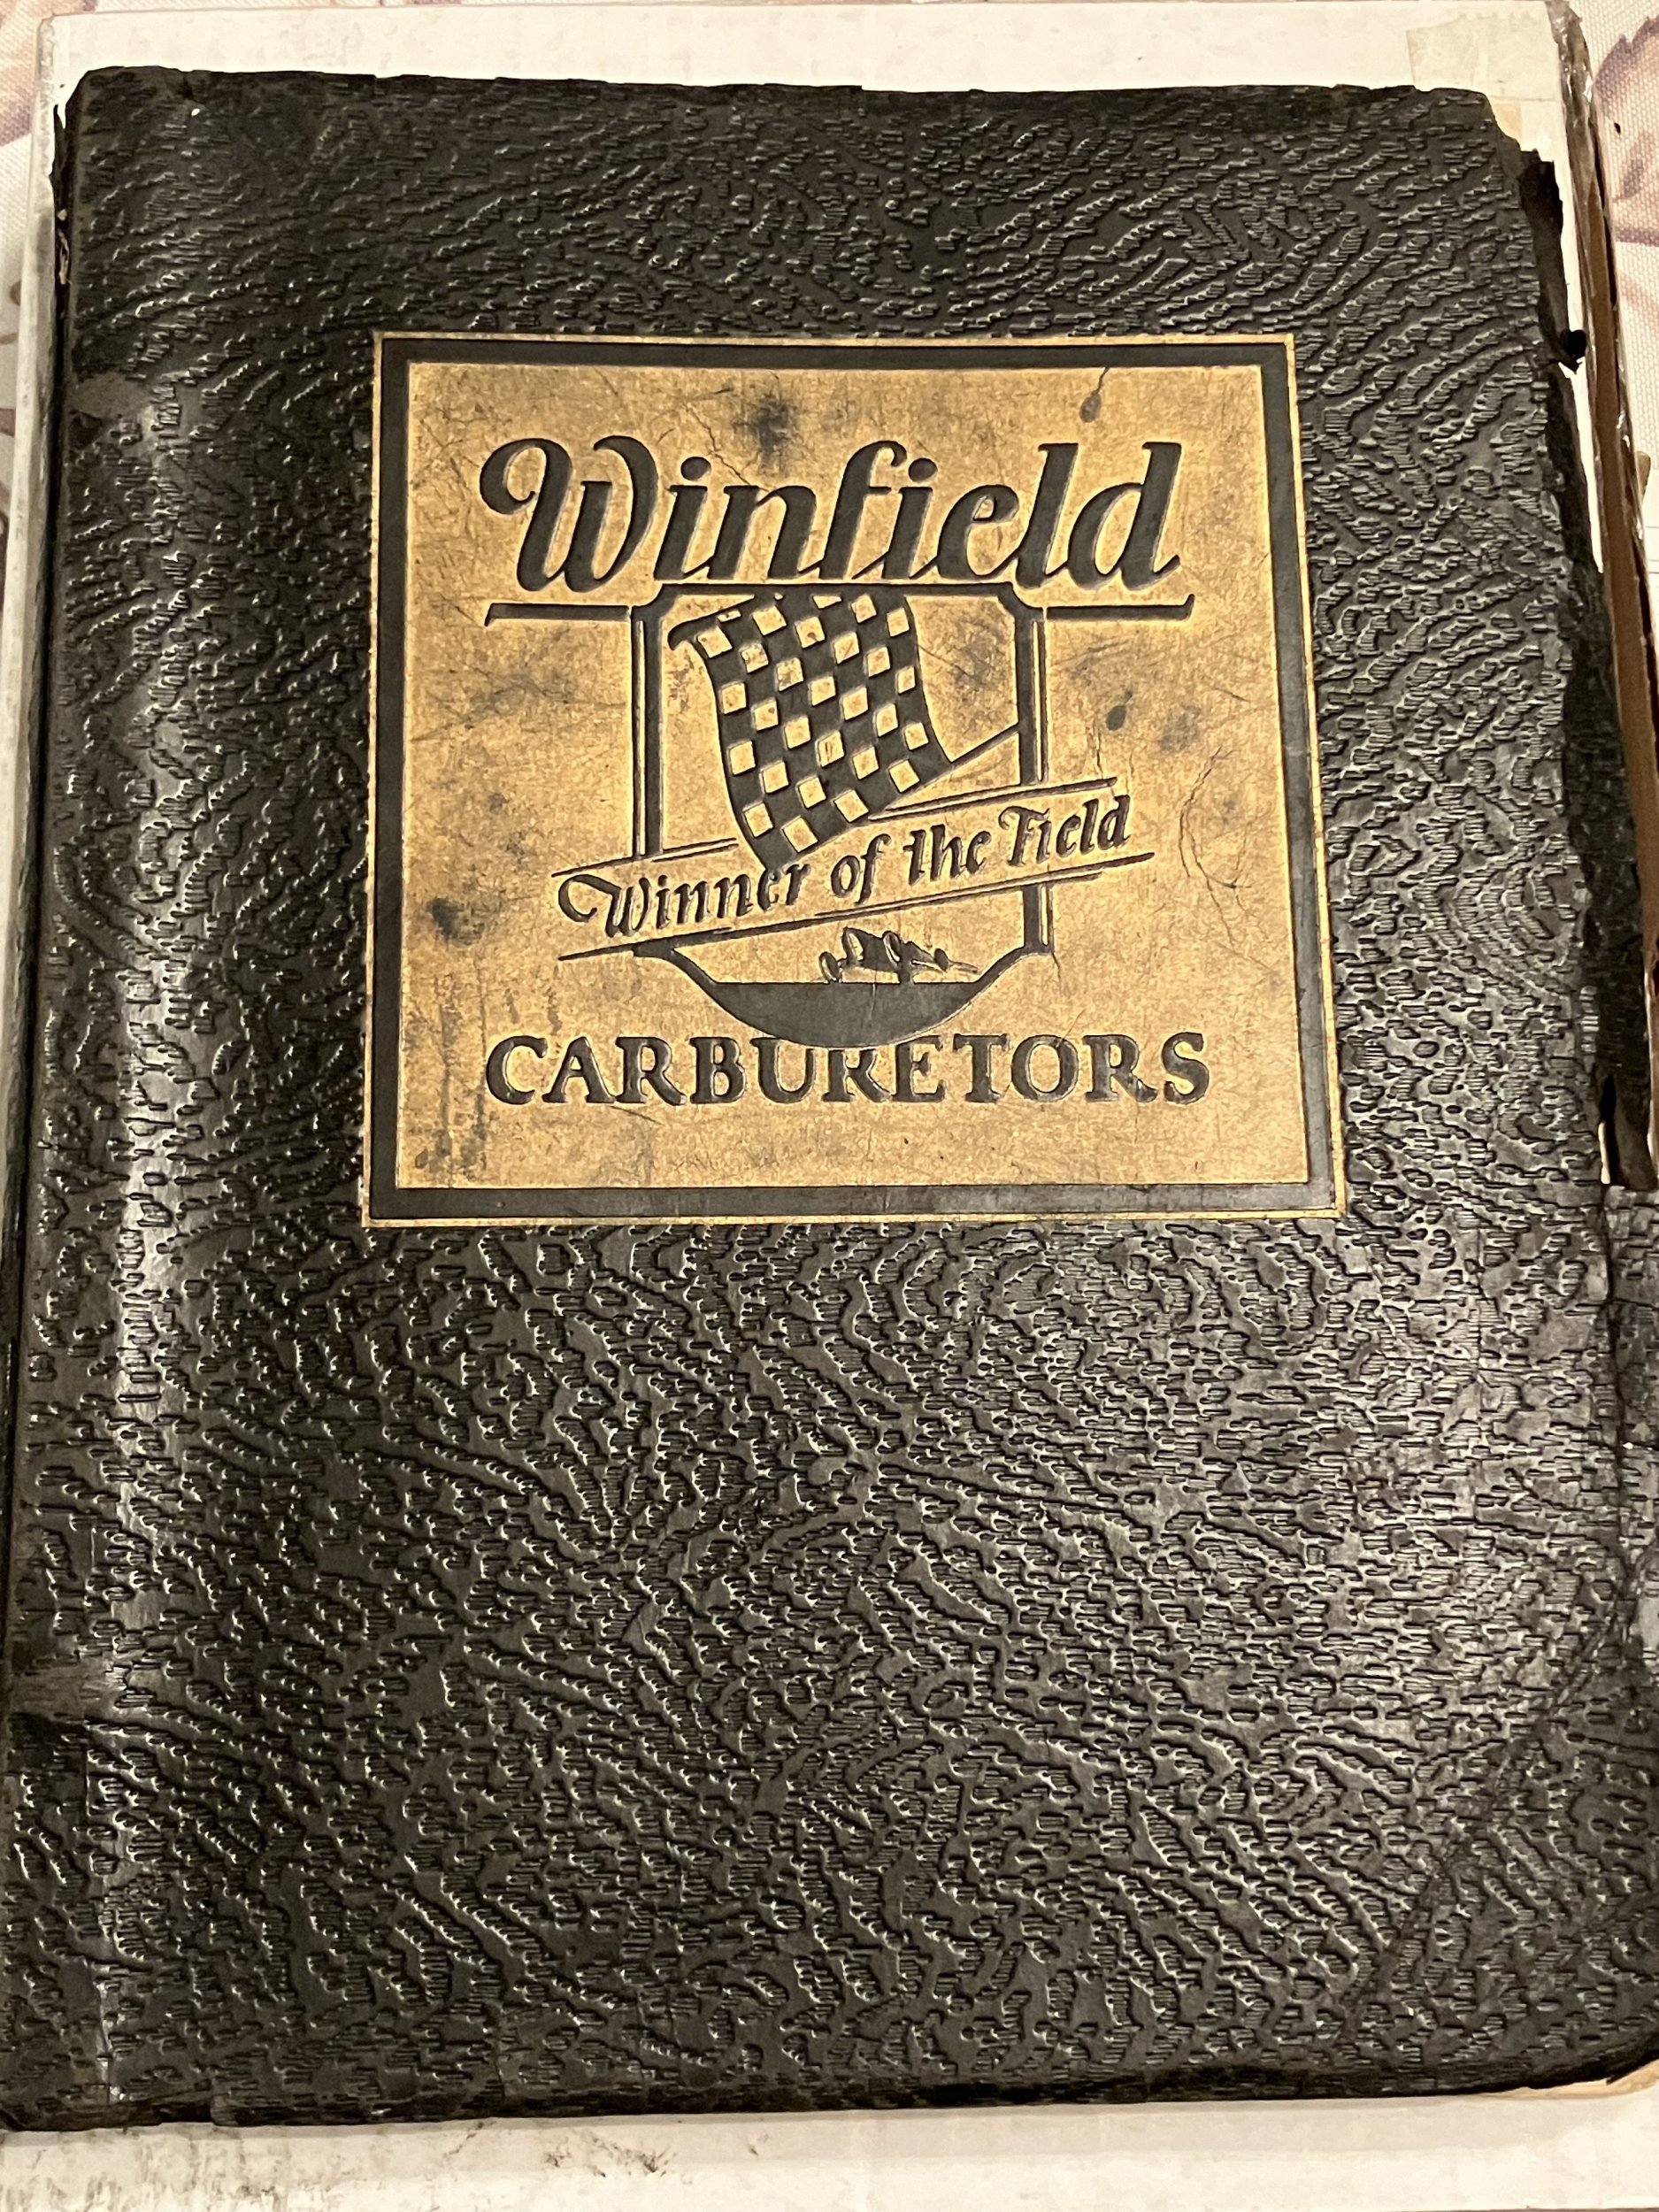 Winfield
Winner of the Field
CARBURETORS